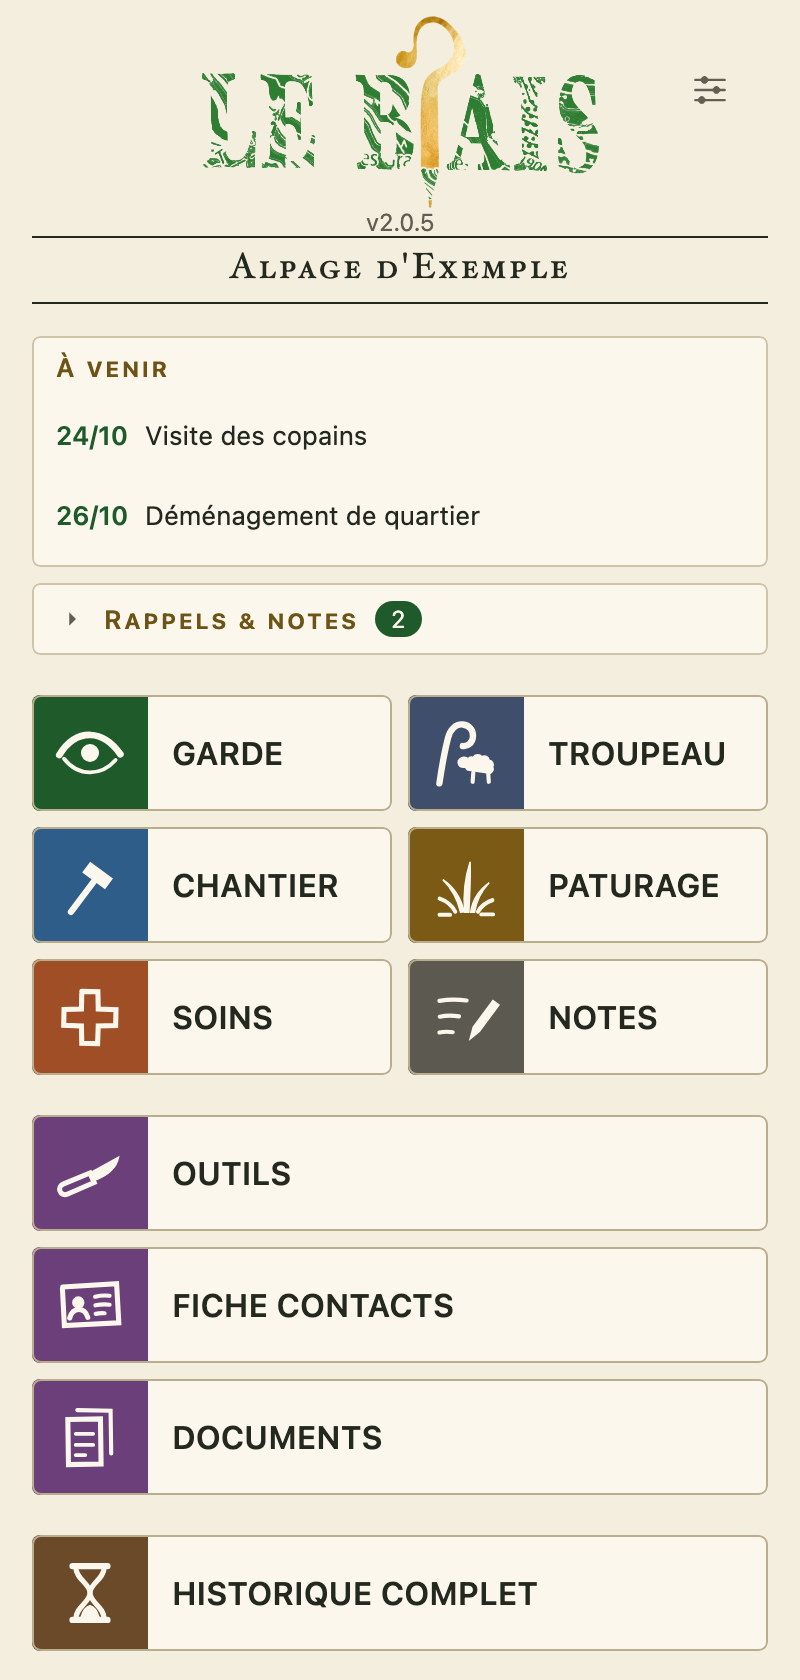 LE BIAIS
v2.0.5
Alpage d'Exemple
À venir
24/10 Visite des copains
26/10 Déménagement de quartier
Rappels & notes 2
GARDE
TROUPEAU
CHANTIER
PATURAGE
SOINS
NOTES
OUTILS
FICHE CONTACTS
DOCUMENTS
HISTORIQUE COMPLET